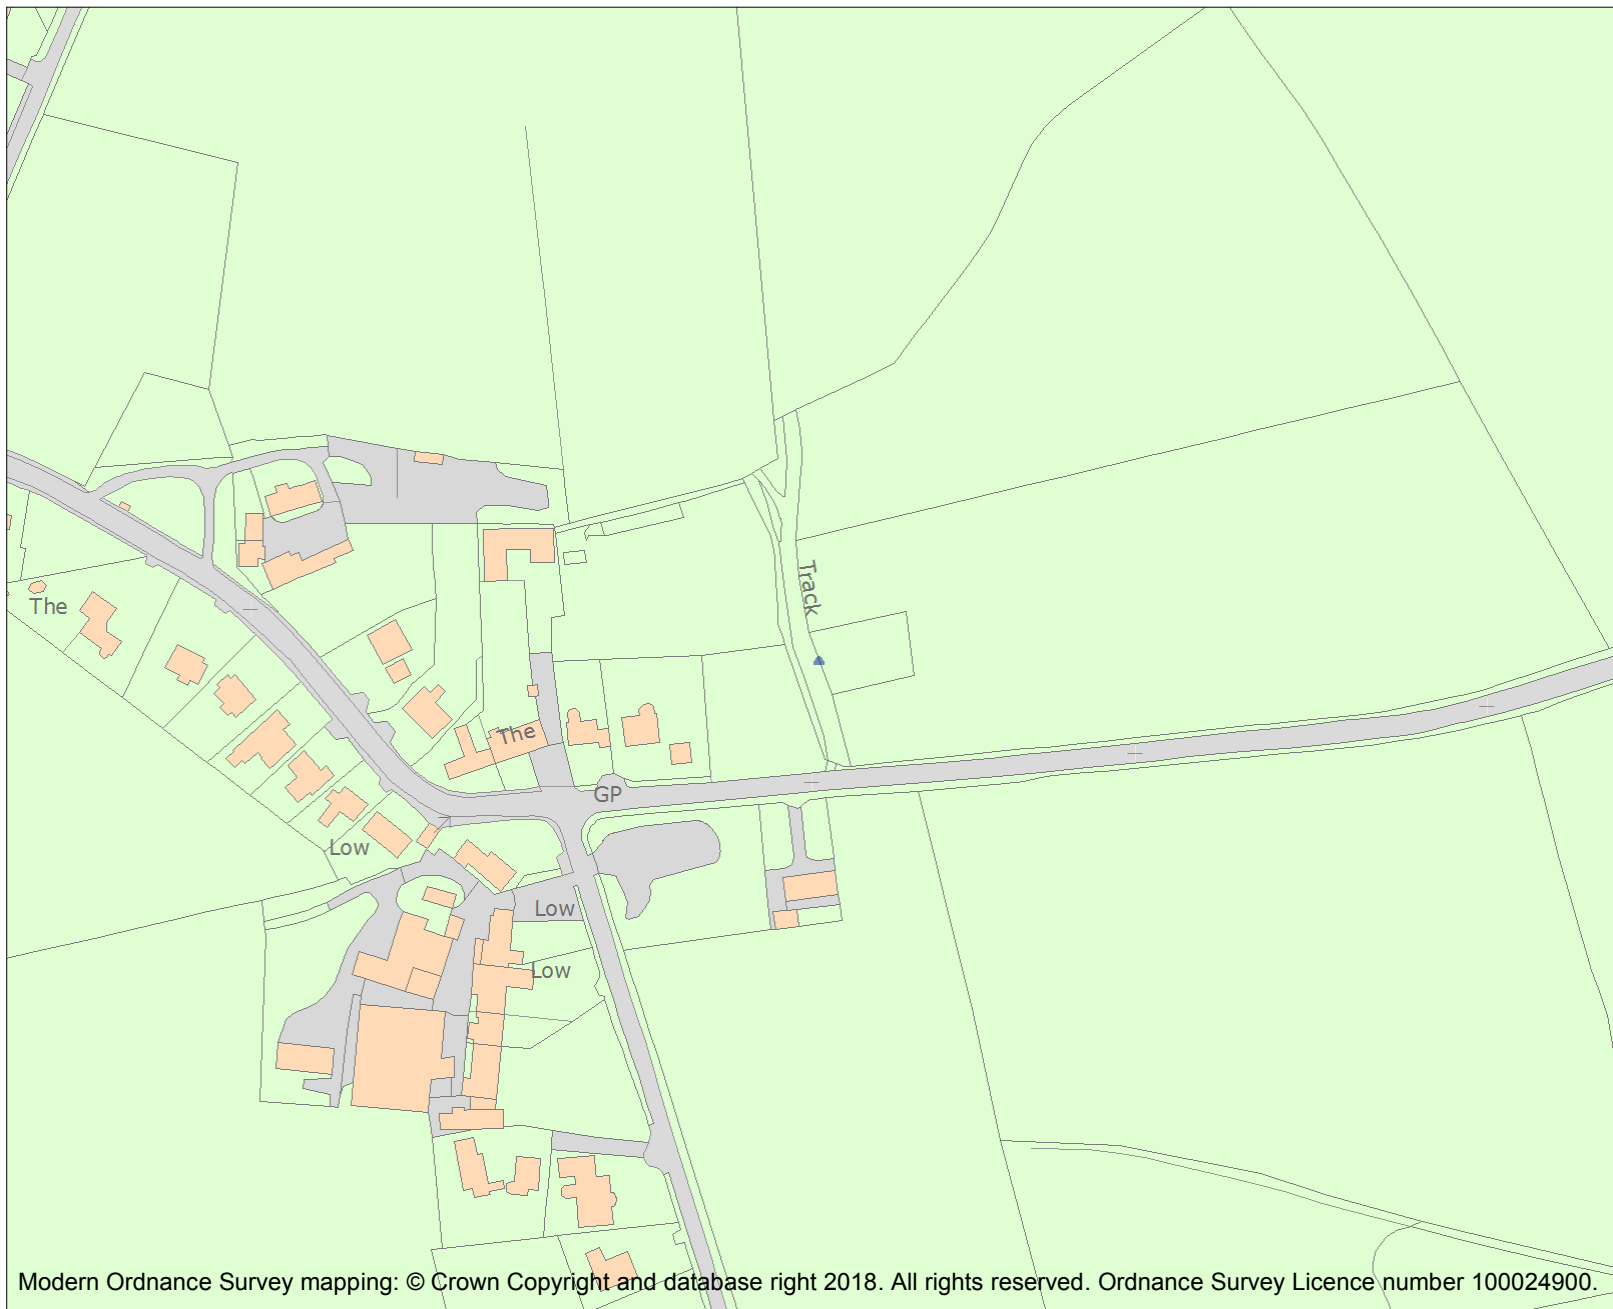 Track
The
The
GP
Low
Low
Low
Modern Ordnance Survey mapping: © Crown Copyright and database right 2018. All rights reserved. Ordnance Survey Licence number 100024900.